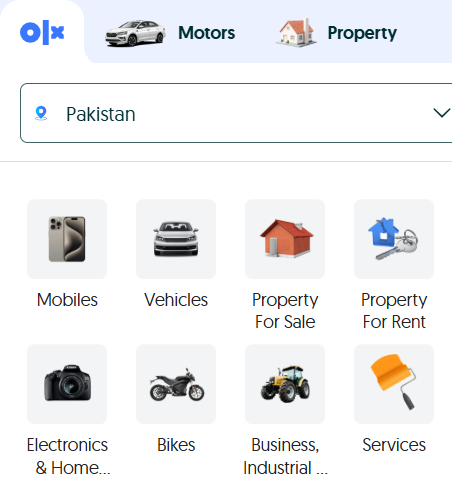 olx
Motors
Property
Pakistan
Mobiles
Vehicles
Property
For Sale
Property
For Rent
Electronics
& Home...
Bikes
Business,
Industrial ...
Services